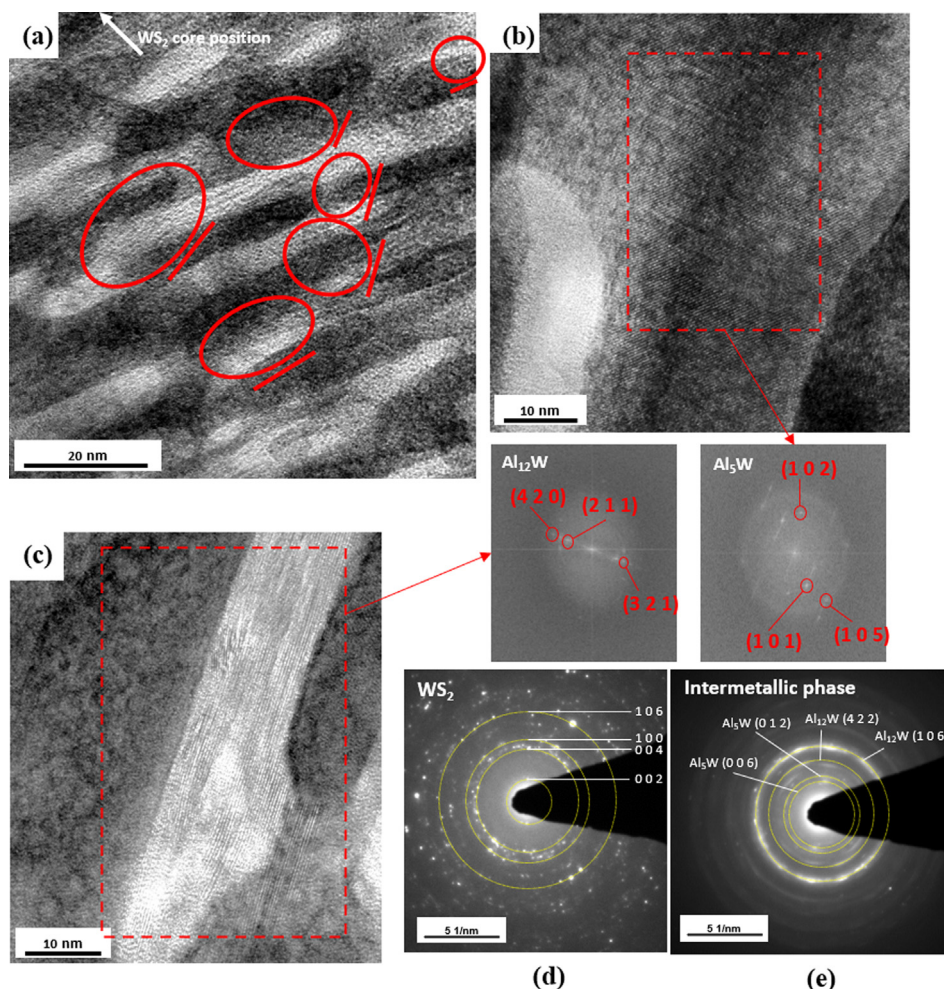 (a)
WS₂ core position
20 nm
(b)
10 nm
Al₁₂W
(4 2 0)
(2 1 1)
(3 2 1)
Al₅W
(1 0 2)
(1 0 1)
(1 0 5)
(c)
10 nm
WS₂
1 0 6
1 0 0
0 0 4
0 0 2
5 1/nm
(d)
Intermetallic phase
Al₅W (0 1 2)
Al₁₂W (4 2 2)
Al₁₂W (1 0 6)
Al₅W (0 0 6)
5 1/nm
(e)